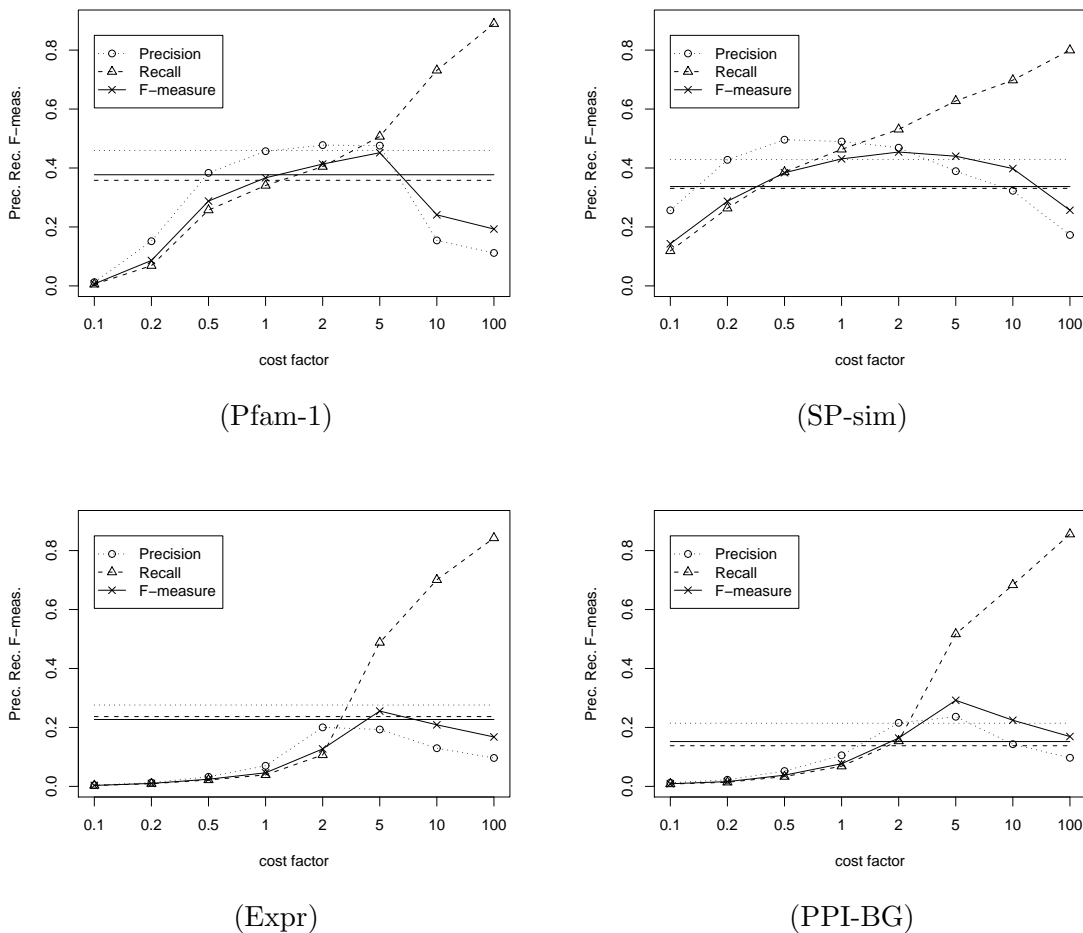 Prec. Rec. F−meas.
0.0 0.2 0.4 0.6 0.8
Precision
Recall
F−measure
0.1 0.2 0.5 1 2 5 10 100
cost factor
(Pfam-1)
Prec. Rec. F−meas.
0.0 0.2 0.4 0.6 0.8
Precision
Recall
F−measure
0.1 0.2 0.5 1 2 5 10 100
cost factor
(SP-sim)
Prec. Rec. F−meas.
0.0 0.2 0.4 0.6 0.8
Precision
Recall
F−measure
0.1 0.2 0.5 1 2 5 10 100
cost factor
(Expr)
Prec. Rec. F−meas.
0.0 0.2 0.4 0.6 0.8
Precision
Recall
F−measure
0.1 0.2 0.5 1 2 5 10 100
cost factor
(PPI-BG)